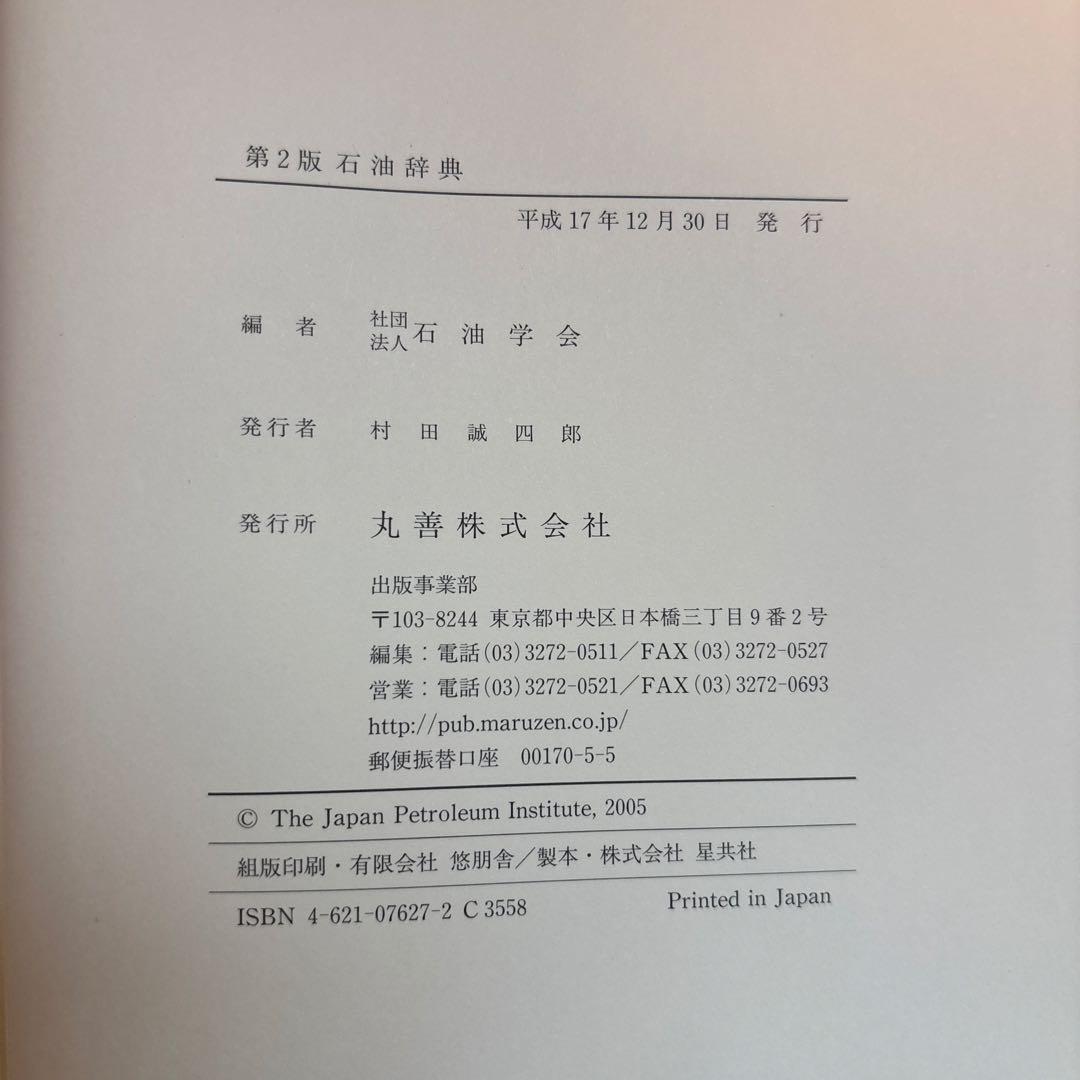 第2版 石油辞典
平成17年12月30日 発行
編者 社団法人 石油学会
発行者 村田誠四郎
発行所 丸善株式会社
出版事業部
〒103-8244 東京都中央区日本橋三丁目9番2号
編集：電話(03)3272-0511／FAX(03)3272-0527
営業：電話(03)3272-0521／FAX(03)3272-0693
http://pub.maruzen.co.jp/
郵便振替口座 00170-5-5
© The Japan Petroleum Institute, 2005
組版印刷・有限会社 悠朋舎／製本・株式会社 星共社
ISBN 4-621-07627-2 C 3558 Printed in Japan